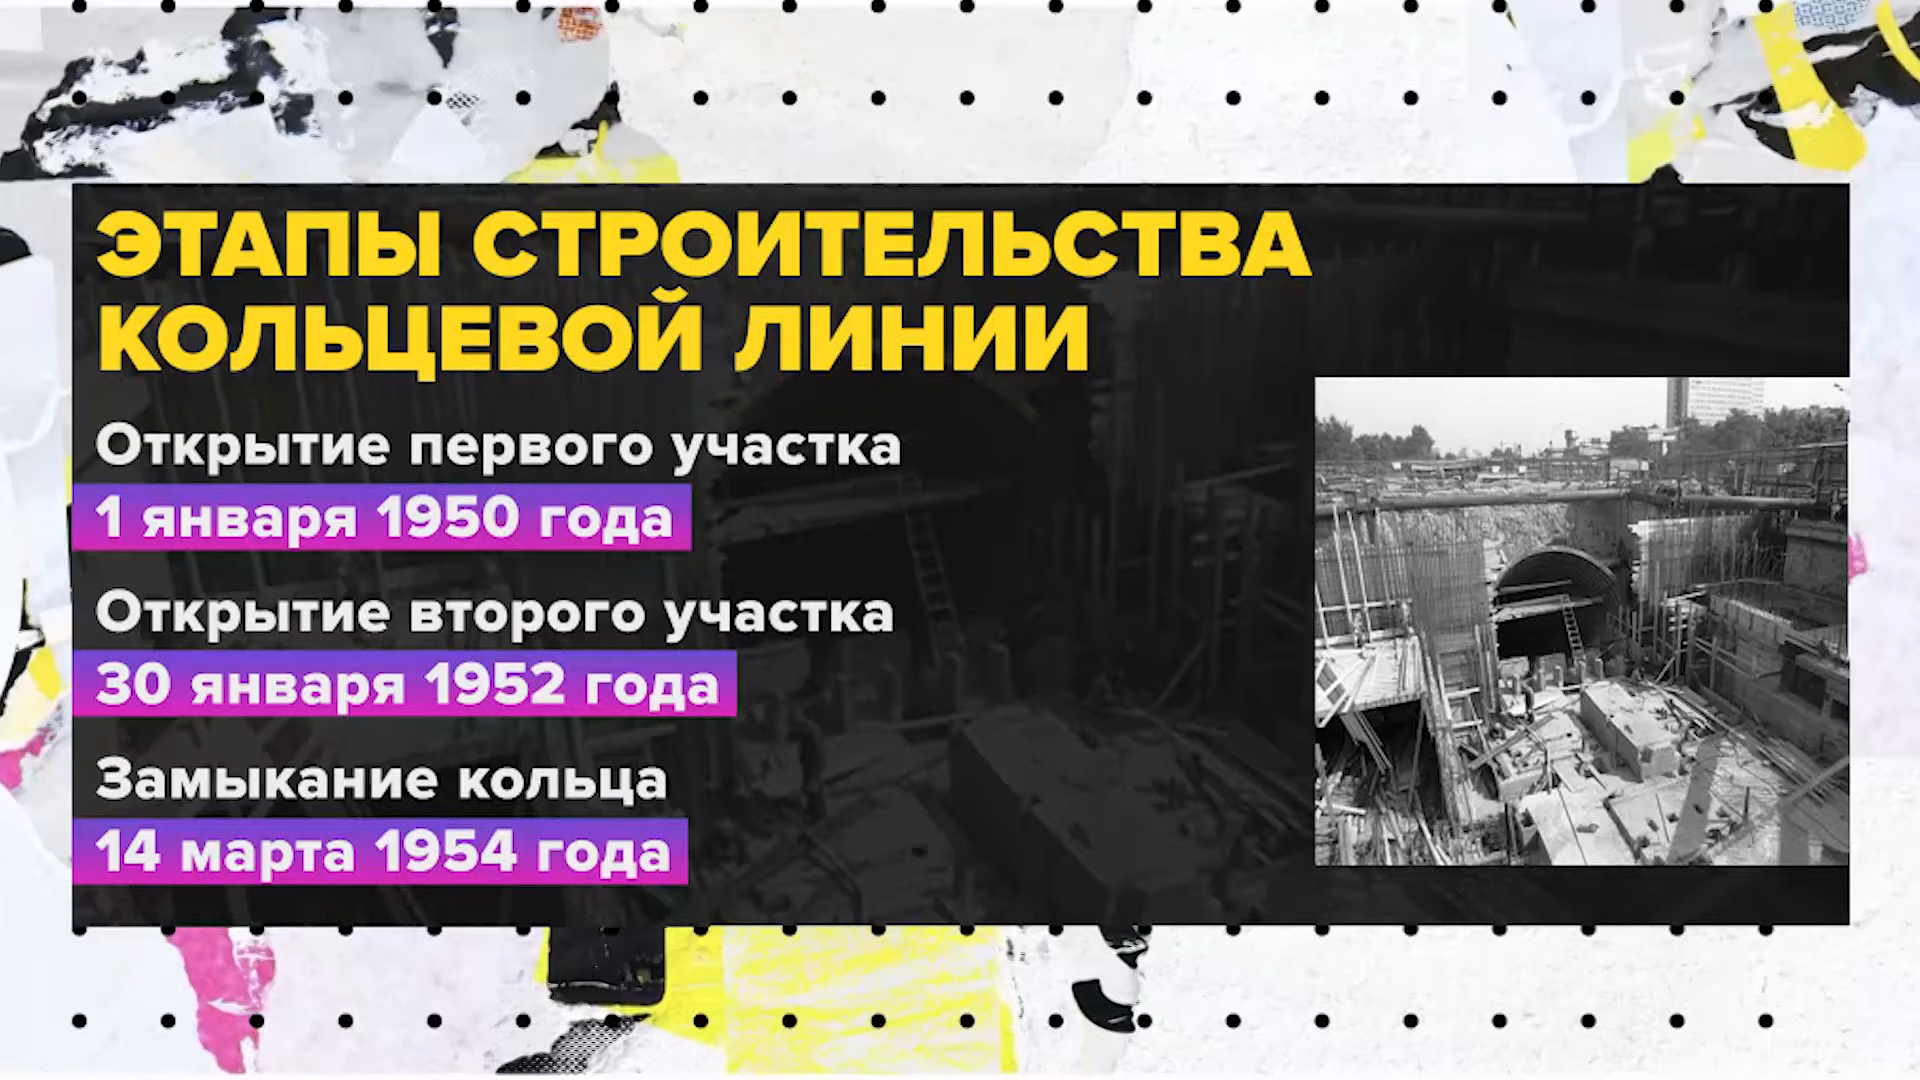 ЭТАПЫ СТРОИТЕЛЬСТВА
КОЛЬЦЕВОЙ ЛИНИИ
Открытие первого участка
1 января 1950 года
Открытие второго участка
30 января 1952 года
Замыкание кольца
14 марта 1954 года